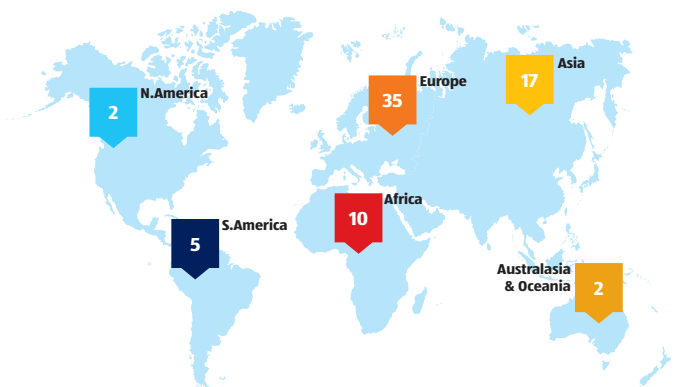 Asia
17
Europe
35
N.America
2
Africa
10
S.America
5
Australasia
& Oceania
2